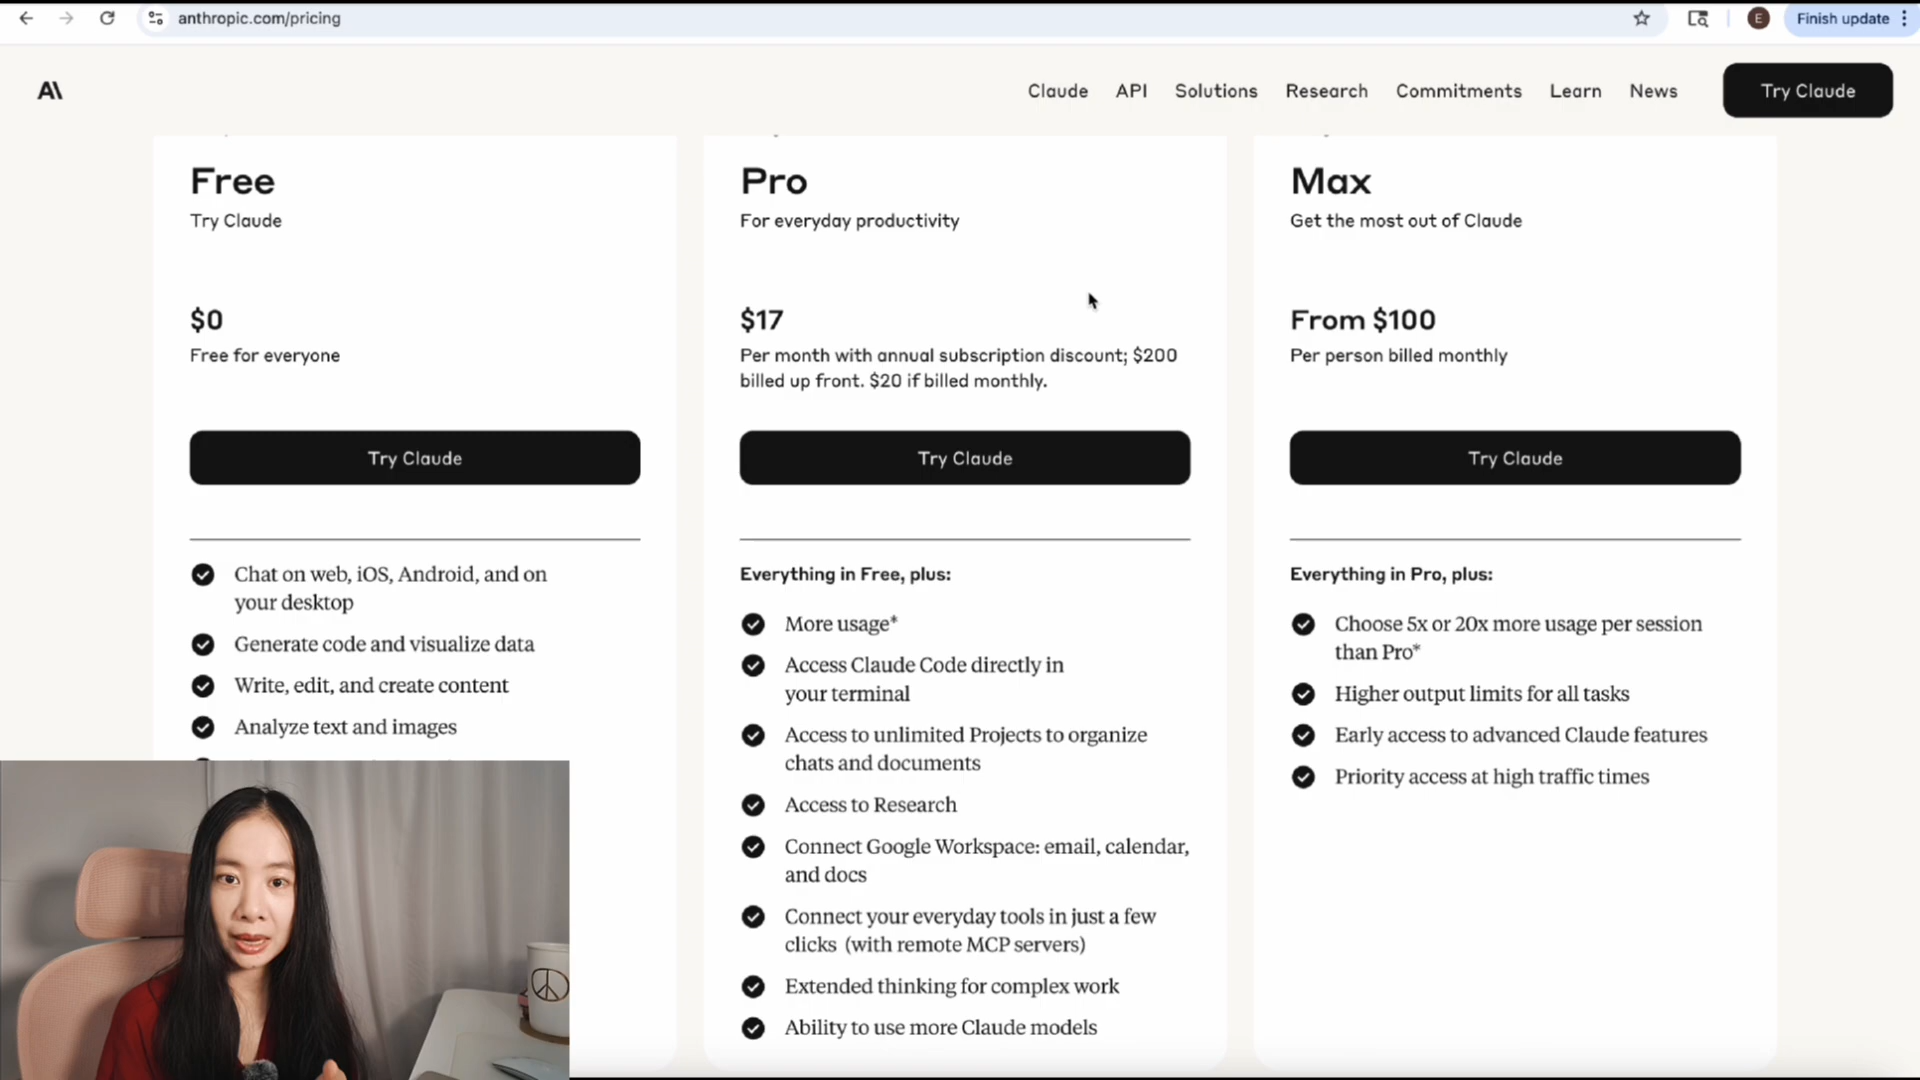 anthropic.com/pricing
E
Finish update
A\
Claude
API
Solutions
Research
Commitments
Learn
News
Try Claude
Free
Try Claude
$0
Free for everyone
Try Claude
Chat on web, iOS, Android, and on
your desktop
Generate code and visualize data
Write, edit, and create content
Analyze text and images
Pro
For everyday productivity
$17
Per month with annual subscription discount; $200
billed up front. $20 if billed monthly.
Try Claude
Everything in Free, plus:
More usage*
Access Claude Code directly in
your terminal
Access to unlimited Projects to organize
chats and documents
Access to Research
Connect Google Workspace: email, calendar,
and docs
Connect your everyday tools in just a few
clicks (with remote MCP servers)
Extended thinking for complex work
Ability to use more Claude models
Max
Get the most out of Claude
From $100
Per person billed monthly
Try Claude
Everything in Pro, plus:
Choose 5x or 20x more usage per session
than Pro*
Higher output limits for all tasks
Early access to advanced Claude features
Priority access at high traffic times